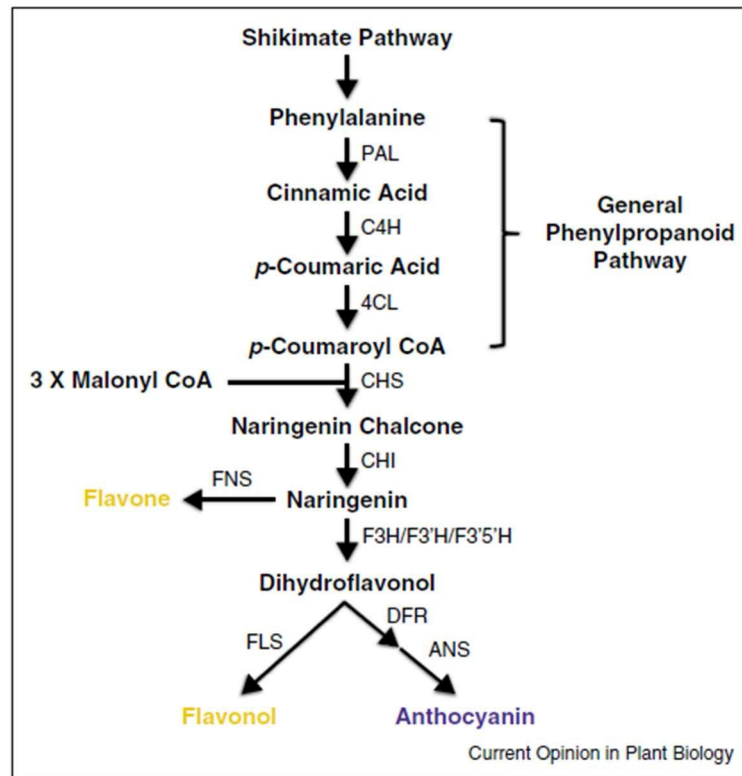 Shikimate Pathway
Phenylalanine
PAL
Cinnamic Acid
C4H
General
Phenylpropanoid
Pathway
p-Coumaric Acid
4CL
p-Coumaroyl CoA
3 X Malonyl CoA
CHS
Naringenin Chalcone
CHI
FNS
Flavone
Naringenin
F3H/F3'H/F3'5'H
Dihydroflavonol
DFR
FLS
ANS
Flavonol
Anthocyanin
Current Opinion in Plant Biology